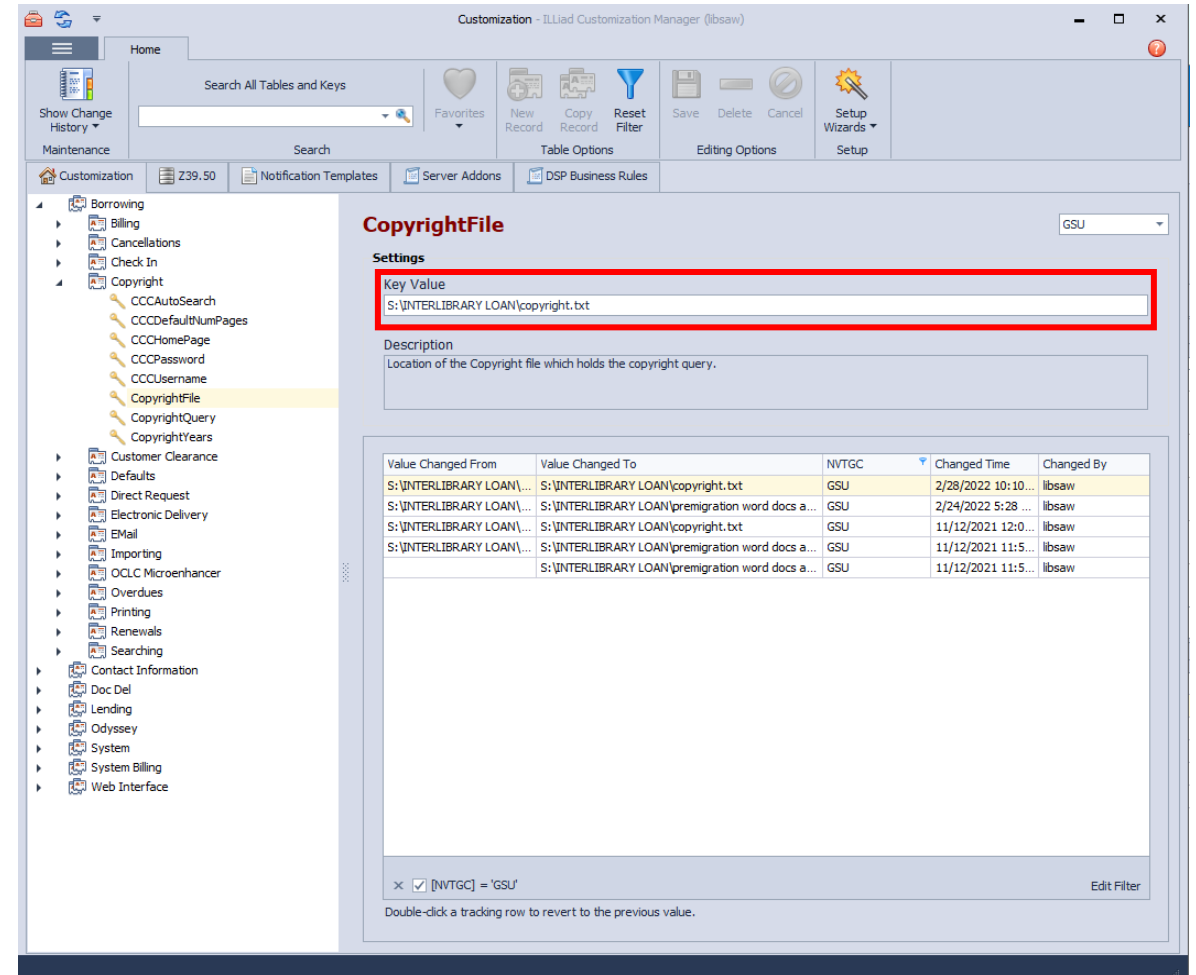 Customization - ILLiad Customization Manager (libsaw)
Home
Show Change History
Search All Tables and Keys
Favorites
New Record
Copy Record
Reset Filter
Save
Delete
Cancel
Setup Wizards
Maintenance
Search
Table Options
Editing Options
Setup
Customization
Z39.50
Notification Templates
Server Addons
DSP Business Rules
Borrowing
Billing
Cancellations
Check In
Copyright
CCCAutoSearch
CCCDefaultNumPages
CCCHomePage
CCCPassword
CCCUsername
CopyrightFile
CopyrightQuery
CopyrightYears
Customer Clearance
Defaults
Direct Request
Electronic Delivery
EMail
Importing
OCLC Microenhancer
Overdues
Printing
Renewals
Searching
Contact Information
Doc Del
Lending
Odyssey
System
System Billing
Web Interface
CopyrightFile
GSU
Settings
Key Value
S:\INTERLIBRARY LOAN\copyright.txt
Description
Location of the Copyright file which holds the copyright query.
Value Changed From Value Changed To NVTGC Changed Time Changed By
S:\INTERLIBRARY LOAN\... S:\INTERLIBRARY LOAN\copyright.txt GSU 2/28/2022 10:10... libsaw
S:\INTERLIBRARY LOAN\... S:\INTERLIBRARY LOAN\premigration word docs a... GSU 2/24/2022 5:28 ... libsaw
S:\INTERLIBRARY LOAN\... S:\INTERLIBRARY LOAN\copyright.txt GSU 11/12/2021 12:0... libsaw
S:\INTERLIBRARY LOAN\... S:\INTERLIBRARY LOAN\premigration word docs a... GSU 11/12/2021 11:5... libsaw
S:\INTERLIBRARY LOAN\premigration word docs a... GSU 11/12/2021 11:5... libsaw
[NVTGC] = 'GSU'
Edit Filter
Double-click a tracking row to revert to the previous value.